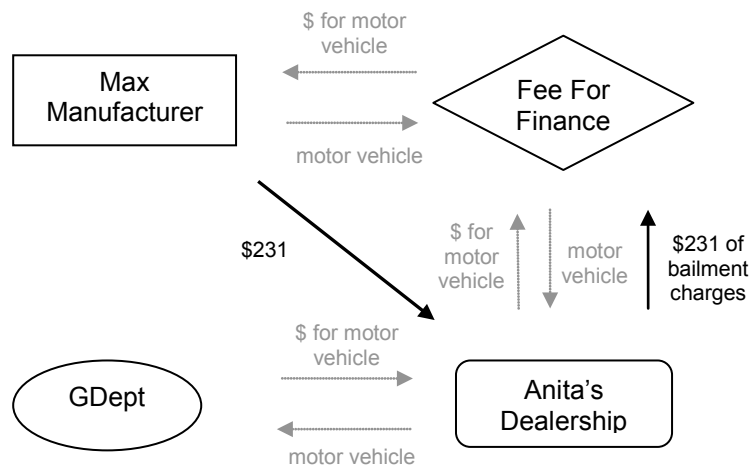 $ for motor
vehicle
Max
Manufacturer
Fee For
Finance
motor vehicle
$231
$ for
motor
vehicle
motor
vehicle
$231 of
bailment
charges
$ for motor
vehicle
GDept
Anita's
Dealership
motor vehicle